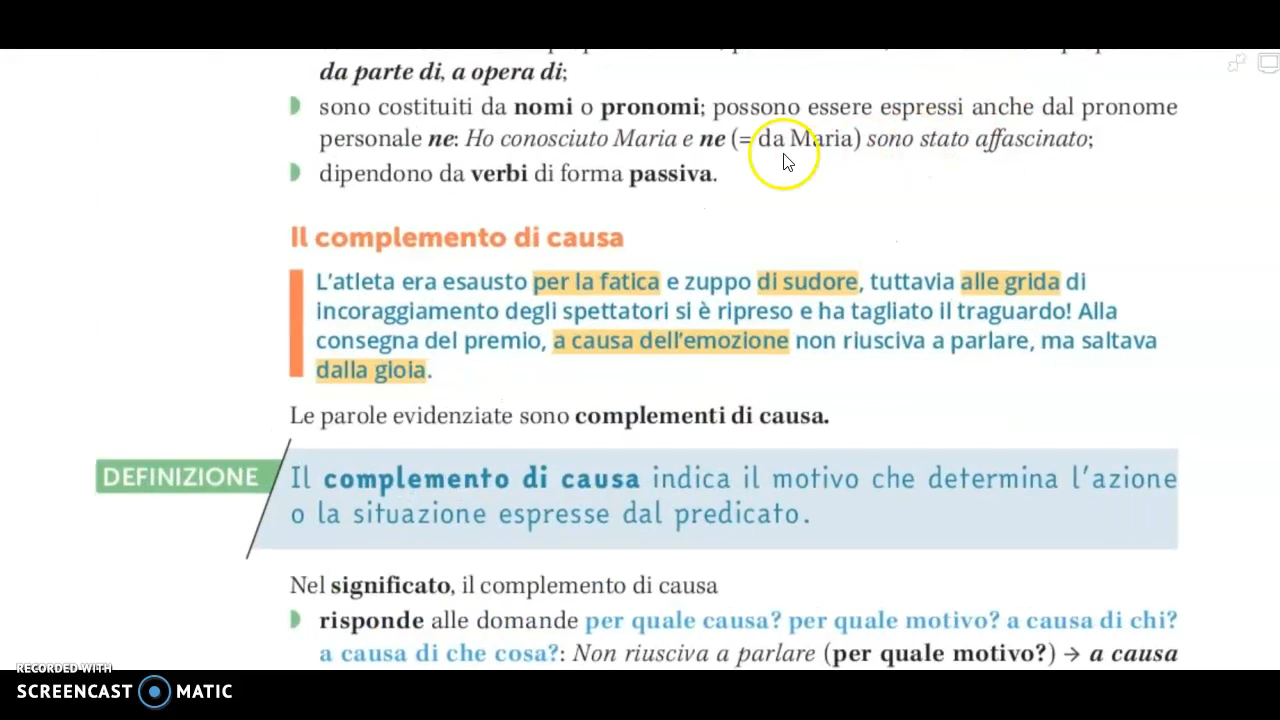 da parte di, a opera di;
sono costituiti da nomi o pronomi; possono essere espressi anche dal pronome
personale ne: Ho conosciuto Maria e ne (= da Maria) sono stato affascinato;
dipendono da verbi di forma passiva.
Il complemento di causa
L'atleta era esausto per la fatica e zuppo di sudore, tuttavia alle grida di
incoraggiamento degli spettatori si è ripreso e ha tagliato il traguardo! Alla
consegna del premio, a causa dell'emozione non riusciva a parlare, ma saltava
dalla gioia.
Le parole evidenziate sono complementi di causa.
DEFINIZIONE
Il complemento di causa indica il motivo che determina l'azione
o la situazione espresse dal predicato.
Nel significato, il complemento di causa
risponde alle domande per quale causa? per quale motivo? a causa di chi?
a causa di che cosa?: Non riusciva a parlare (per quale motivo?) → a causa
RECORDED WITH
SCREENCAST MATIC